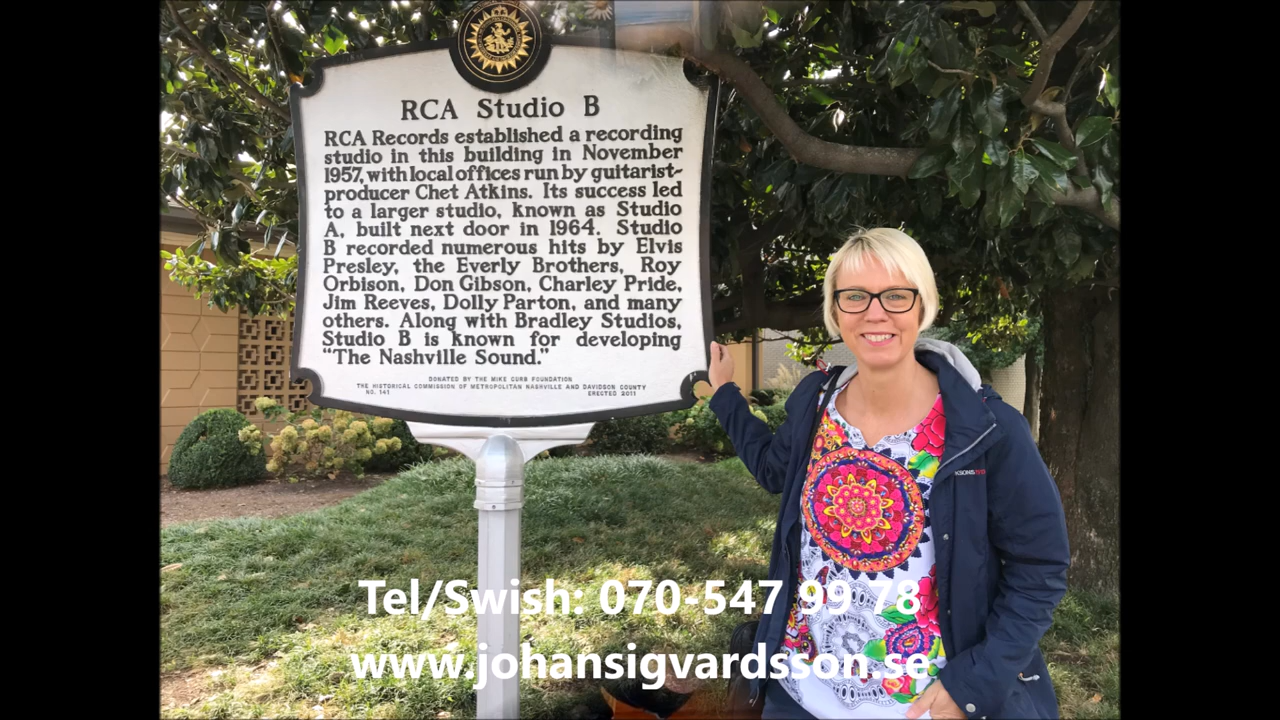 RCA Studio B
RCA Records established a recording
studio in this building in November
1957, with local offices run by guitarist-
producer Chet Atkins. Its success led
to a larger studio, known as Studio
A, built next door in 1964. Studio
B recorded numerous hits by Elvis
Presley, the Everly Brothers, Roy
Orbison, Don Gibson, Charley Pride,
Jim Reeves, Dolly Parton, and many
others. Along with Bradley Studios,
Studio B is known for developing
“The Nashville Sound.”
DONATED BY THE MIKE CURB FOUNDATION
THE HISTORICAL COMMISSION OF METROPOLITAN NASHVILLE AND DAVIDSON COUNTY
NO. 141 ERECTED 2011
Tel/Swish: 070-547 99 78
www.johansigvardsson.se